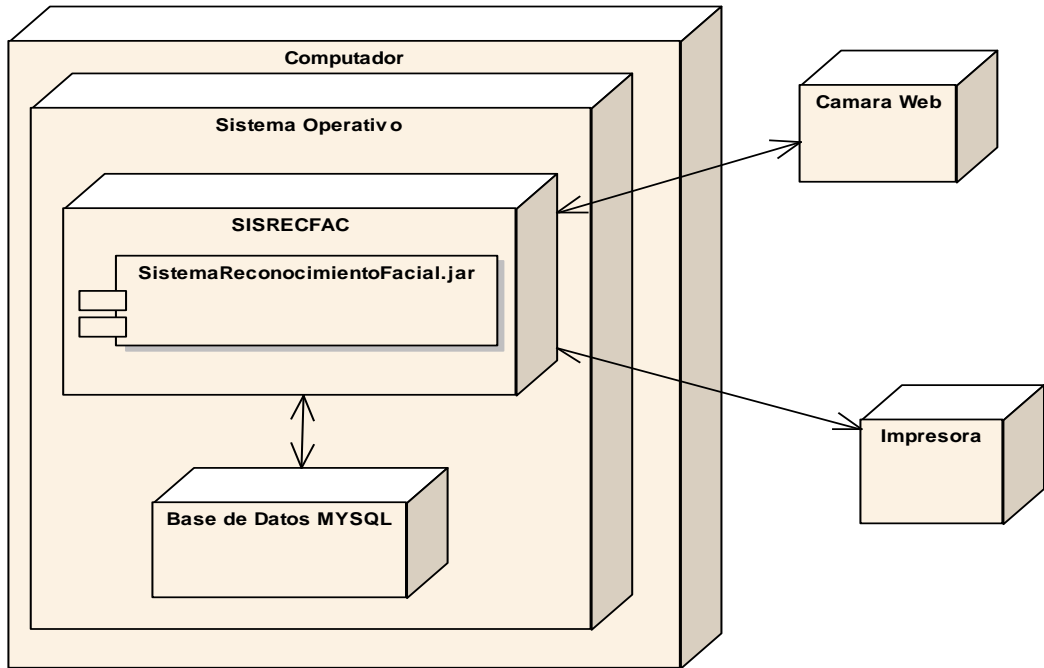 Computador
Sistema Operativo
SISRECFAC
SistemaReconocimientoFacial.jar
Base de Datos MYSQL
Camara Web
Impresora